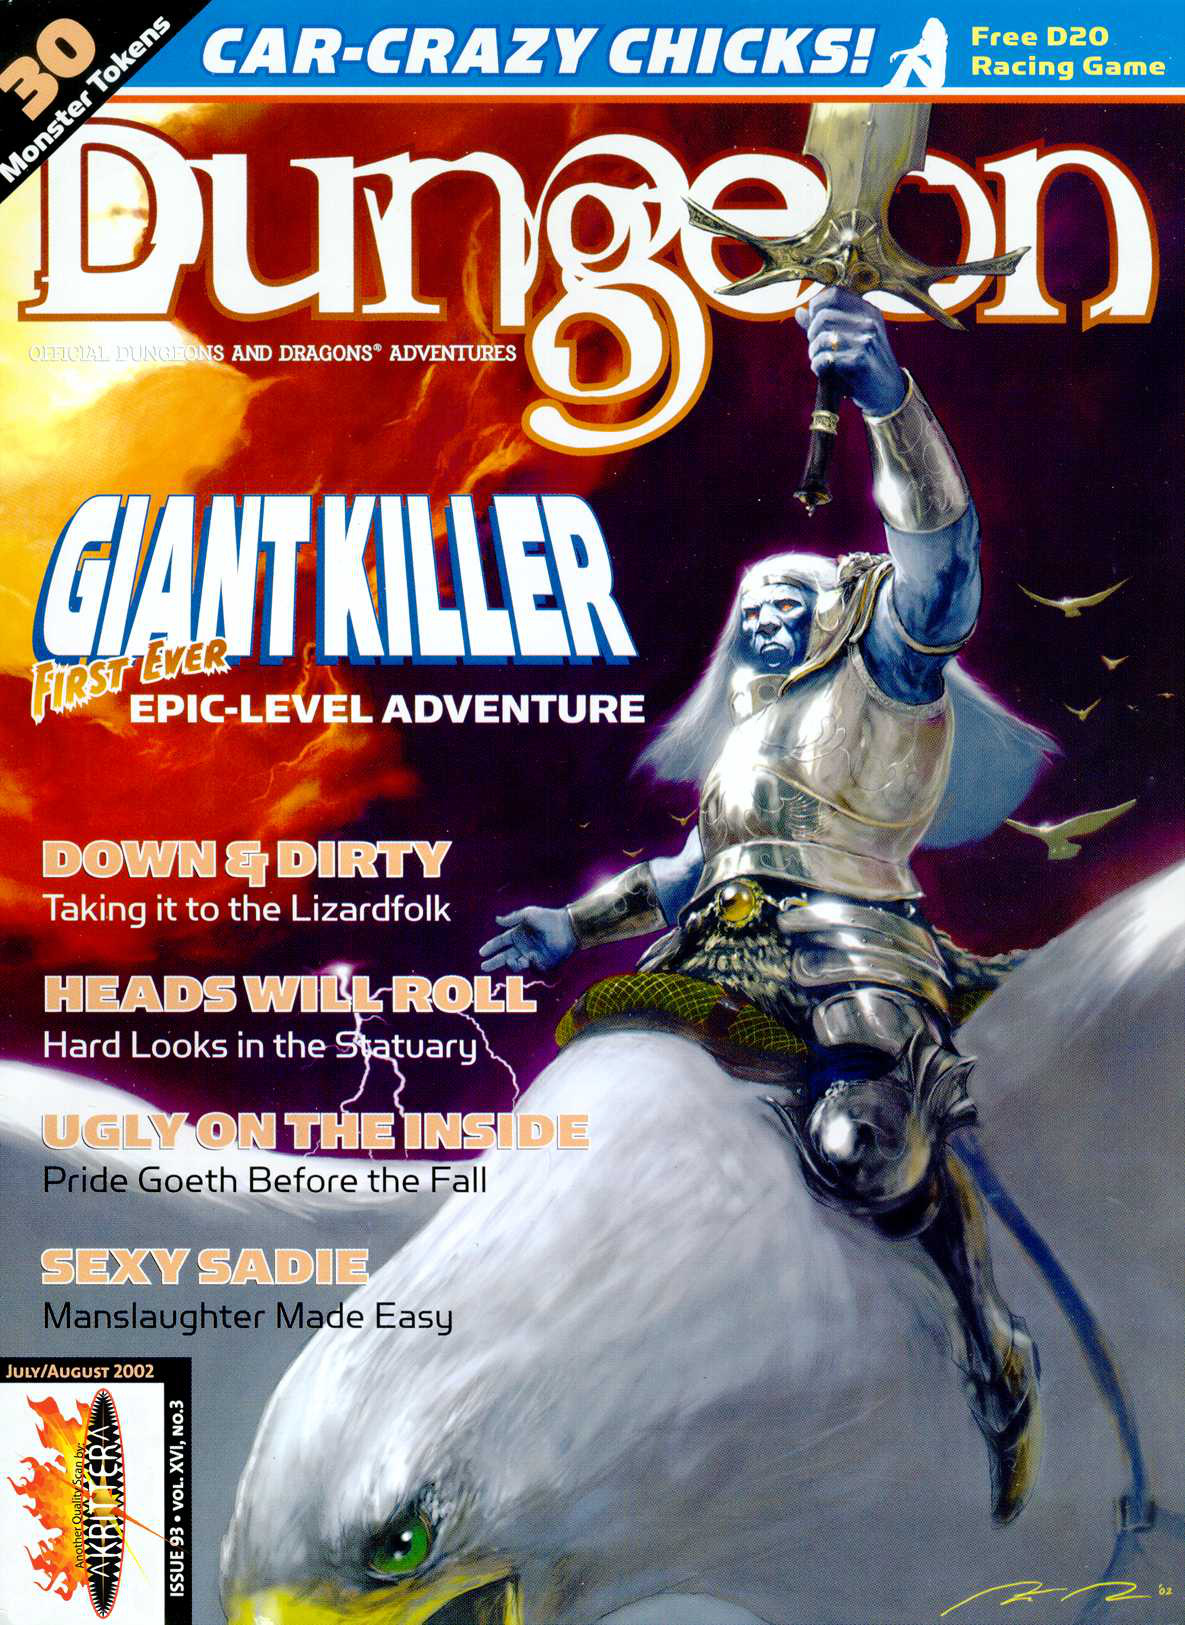 30
Monster Tokens
CAR-CRAZY CHICKS!
Free D20
Racing Game
Dungeon
OFFICIAL DUNGEONS AND DRAGONS® ADVENTURES
GIANT KILLER
FIRST EVER
EPIC-LEVEL ADVENTURE
DOWN & DIRTY
Taking it to the Lizardfolk
HEADS WILL ROLL
Hard Looks in the Statuary
UGLY ON THE INSIDE
Pride Goeth Before the Fall
SEXY SADIE
Manslaughter Made Easy
JULY/AUGUST 2002
Another Quality Scan by:
AKRITTERA
ISSUE 93 • VOL. XVI, NO.3
'02